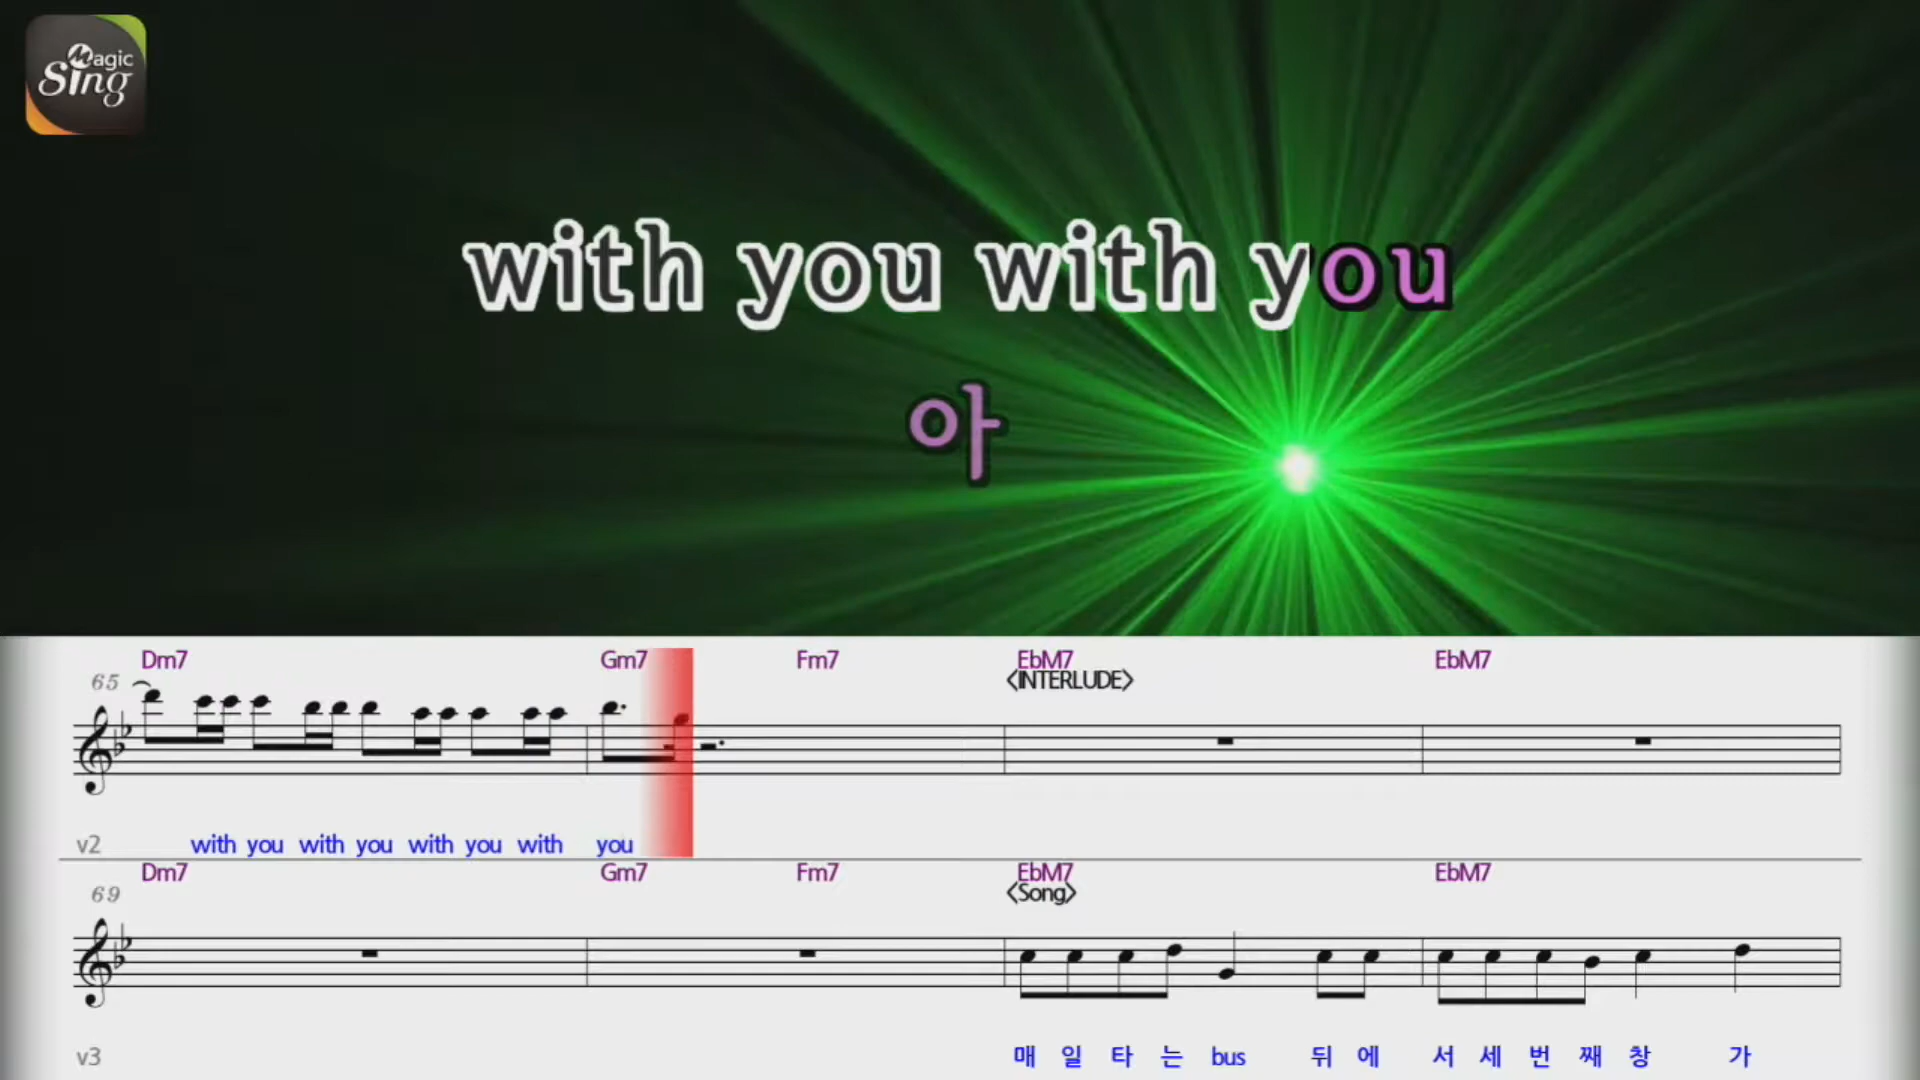 Magic
Sing
with you with you
아
Dm7 Gm7 Fm7 EbM7 EbM7
<INTERLUDE>
65
v2 with you with you with you with you
Dm7 Gm7 Fm7 EbM7 EbM7
<Song>
69
v3 매 일 타 는 bus 뒤 에 서 세 번 째 창 가